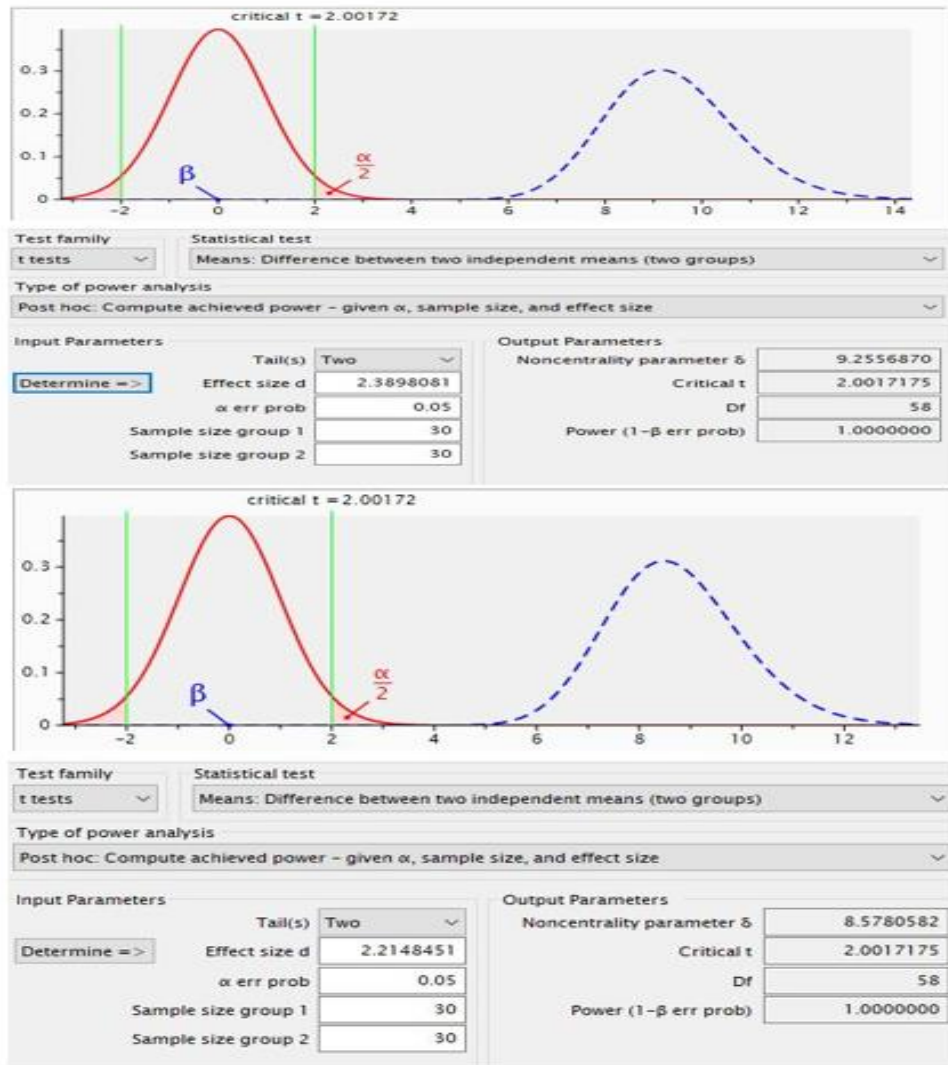 critical t = 2.00172
0.3
0.2
0.1
0
β
α
2
-2 0 2 4 6 8 10 12 14
Test family Statistical test
t tests Means: Difference between two independent means (two groups)
Type of power analysis
Post hoc: Compute achieved power – given α, sample size, and effect size
Input Parameters Output Parameters
Tail(s) Two Noncentrality parameter δ 9.2556870
Determine => Effect size d 2.3898081 Critical t 2.0017175
α err prob 0.05 Df 58
Sample size group 1 30 Power (1-β err prob) 1.0000000
Sample size group 2 30
critical t = 2.00172
0.3
0.2
0.1
0
β
α
2
-2 0 2 4 6 8 10 12
Test family Statistical test
t tests Means: Difference between two independent means (two groups)
Type of power analysis
Post hoc: Compute achieved power – given α, sample size, and effect size
Input Parameters Output Parameters
Tail(s) Two Noncentrality parameter δ 8.5780582
Determine => Effect size d 2.2148451 Critical t 2.0017175
α err prob 0.05 Df 58
Sample size group 1 30 Power (1-β err prob) 1.0000000
Sample size group 2 30